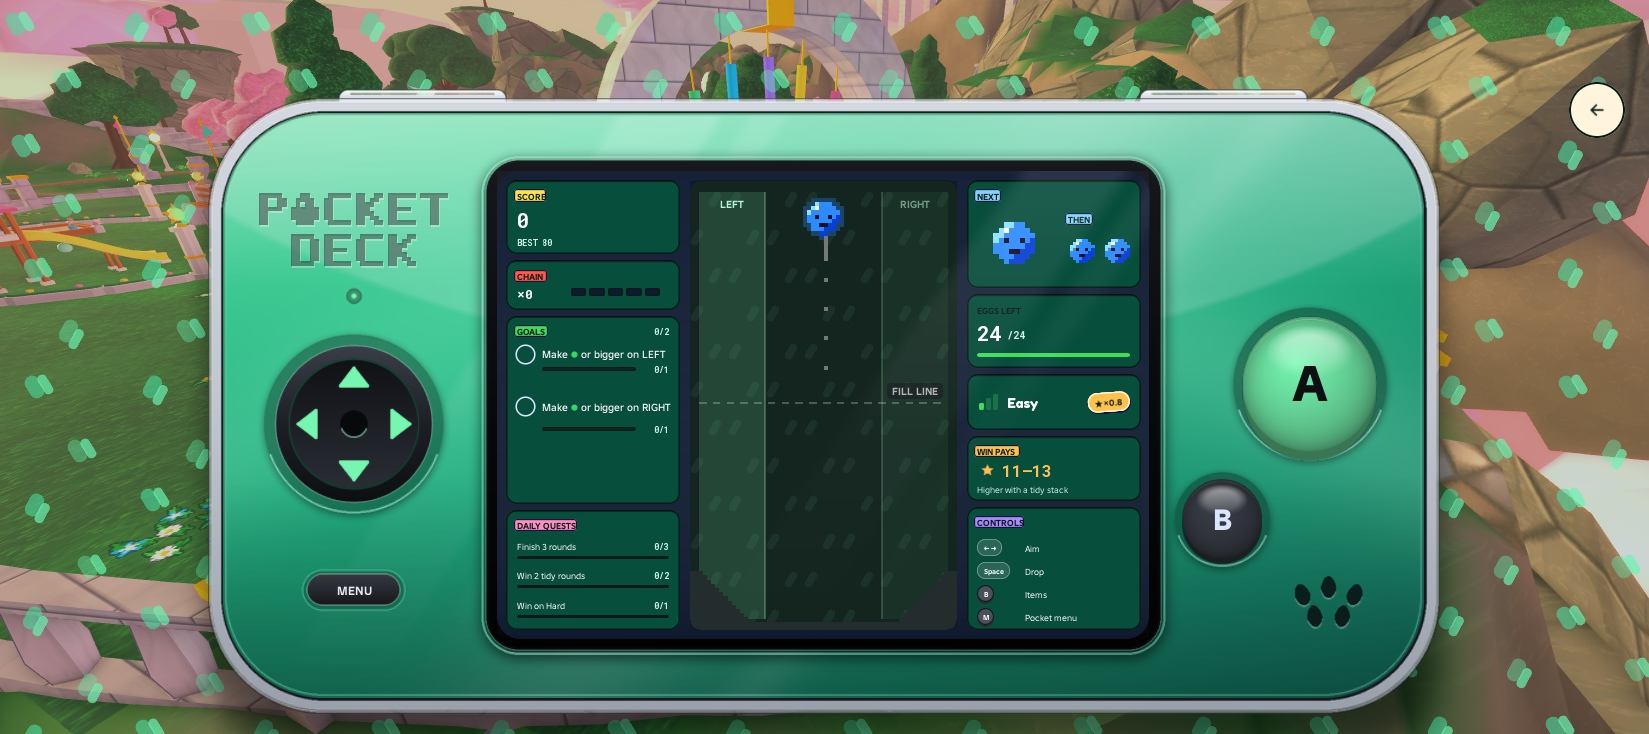 POCKET
DECK
MENU
SCORE
0
BEST 80
CHAIN
×0
GOALS
0/2
Make ● or bigger on LEFT
0/1
Make ● or bigger on RIGHT
0/1
DAILY QUESTS
Finish 3 rounds 0/3
Win 2 tidy rounds 0/2
Win on Hard 0/1
LEFT
RIGHT
FILL LINE
NEXT
THEN
EGGS LEFT
24 /24
Easy
★×0.8
WIN PAYS
★ 11–13
Higher with a tidy stack
CONTROLS
←→ Aim
Space Drop
B Items
M Pocket menu
A
B
←